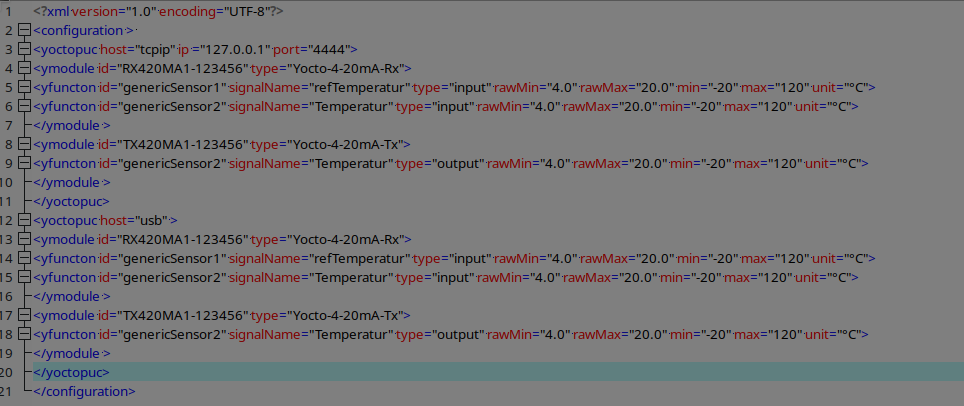 1 <?xml version="1.0" encoding="UTF-8"?>
2 <configuration >
3 <yoctopuc host="tcpip" ip ="127.0.0.1" port="4444">
4 <ymodule id="RX420MA1-123456" type="Yocto-4-20mA-Rx">
5 <yfuncton id="genericSensor1" signalName="refTemperatur" type="input" rawMin="4.0" rawMax="20.0" min="-20" max="120" unit="°C">
6 <yfuncton id="genericSensor2" signalName="Temperatur" type="input" rawMin="4.0" rawMax="20.0" min="-20" max="120" unit="°C">
7 </ymodule >
8 <ymodule id="TX420MA1-123456" type="Yocto-4-20mA-Tx">
9 <yfuncton id="genericSensor2" signalName="Temperatur" type="output" rawMin="4.0" rawMax="20.0" min="-20" max="120" unit="°C">
10 </ymodule >
11 </yoctopuc>
12 <yoctopuc host="usb" >
13 <ymodule id="RX420MA1-123456" type="Yocto-4-20mA-Rx">
14 <yfuncton id="genericSensor1" signalName="refTemperatur" type="input" rawMin="4.0" rawMax="20.0" min="-20" max="120" unit="°C">
15 <yfuncton id="genericSensor2" signalName="Temperatur" type="input" rawMin="4.0" rawMax="20.0" min="-20" max="120" unit="°C">
16 </ymodule >
17 <ymodule id="TX420MA1-123456" type="Yocto-4-20mA-Tx">
18 <yfuncton id="genericSensor2" signalName="Temperatur" type="output" rawMin="4.0" rawMax="20.0" min="-20" max="120" unit="°C">
19 </ymodule >
20 </yoctopuc>
21 </configuration>